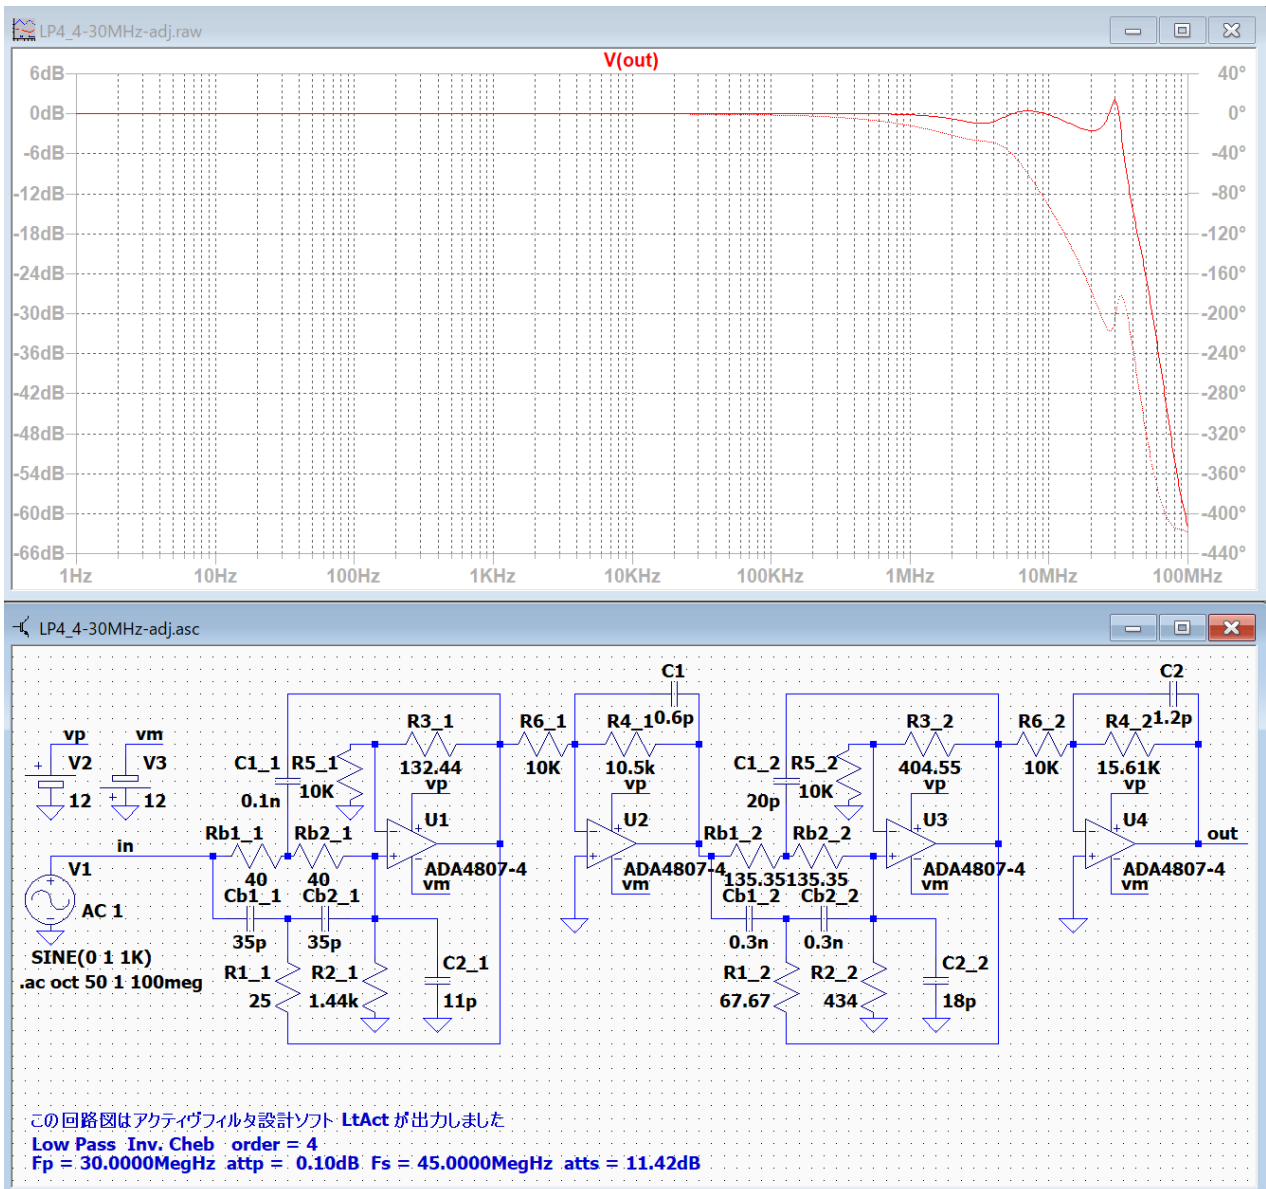 LP4_4-30MHz-adj.raw
V(out)
6dB
0dB
-6dB
-12dB
-18dB
-24dB
-30dB
-36dB
-42dB
-48dB
-54dB
-60dB
-66dB
40°
0°
-40°
-80°
-120°
-160°
-200°
-240°
-280°
-320°
-360°
-400°
-440°
1Hz 10Hz 100Hz 1KHz 10KHz 100KHz 1MHz 10MHz 100MHz
LP4_4-30MHz-adj.asc
vp
V2
12
vm
V3
12
in
V1
AC 1
SINE(0 1 1K)
.ac oct 50 1 100meg
C1_1
0.1n
R5_1
10K
R3_1
132.44
vp
U1
ADA4807-4
vm
Rb1_1
40
Rb2_1
40
Cb1_1
35p
Cb2_1
35p
R1_1
25
R2_1
1.44k
C2_1
11p
R6_1
10K
C1
0.6p
R4_1
10.5k
vp
U2
ADA4807-4
vm
C1_2
20p
R5_2
10K
R3_2
404.55
vp
U3
ADA4807-4
vm
Rb1_2
135.35
Rb2_2
135.35
Cb1_2
0.3n
Cb2_2
0.3n
R1_2
67.67
R2_2
434
C2_2
18p
R6_2
10K
C2
1.2p
R4_2
15.61K
vp
U4
ADA4807-4
vm
out
この回路図はアクティヴフィルタ設計ソフト LtAct が出力しました
Low Pass Inv. Cheb order = 4
Fp = 30.0000MegHz attp = 0.10dB Fs = 45.0000MegHz atts = 11.42dB